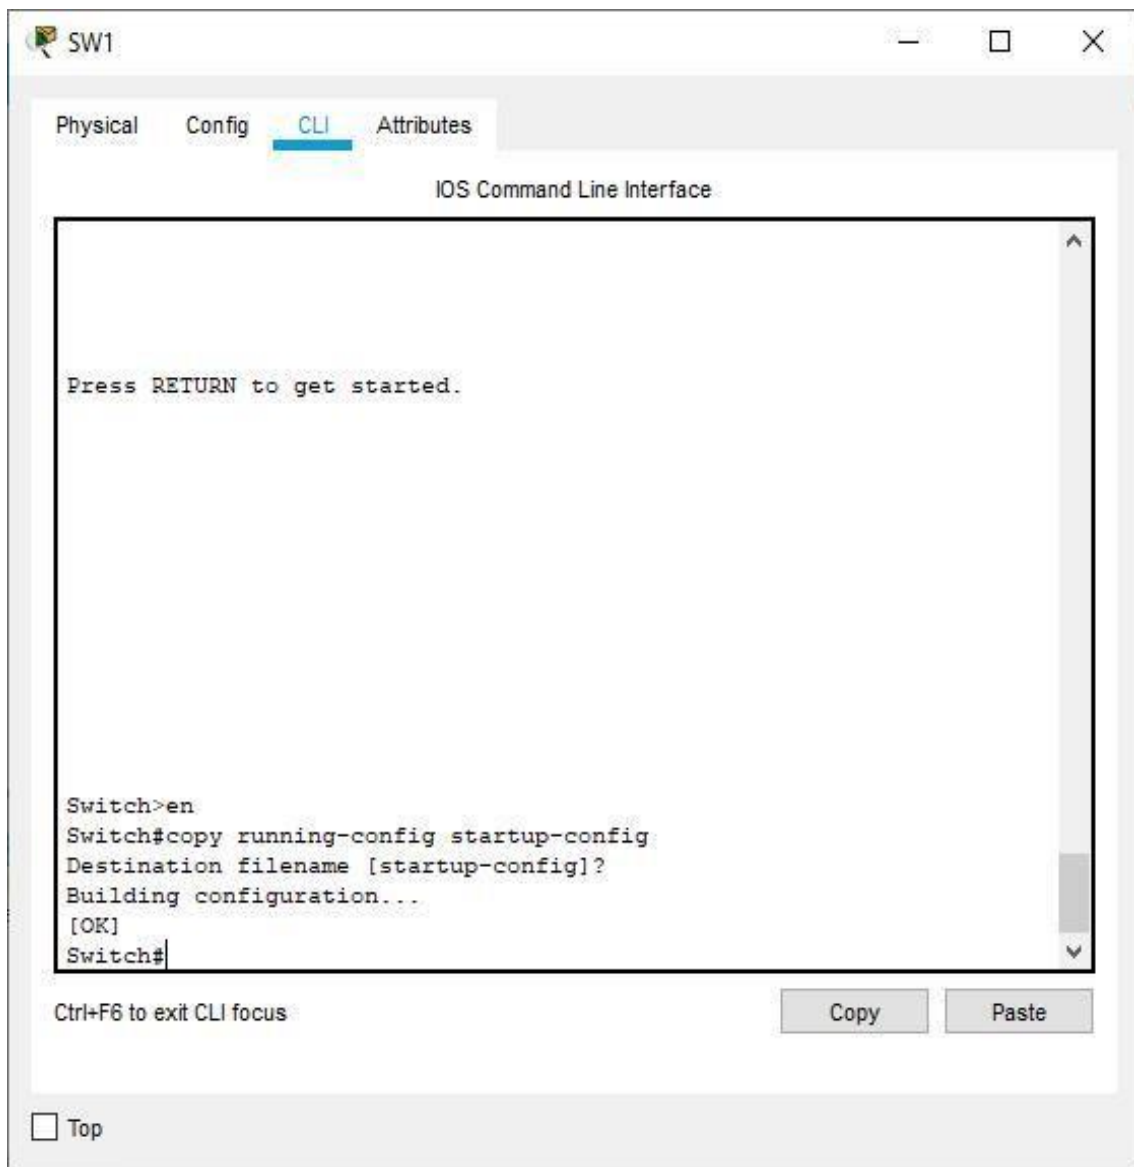 SW1
Physical Config CLI Attributes
IOS Command Line Interface
Press RETURN to get started.
Switch>en
Switch#copy running-config startup-config
Destination filename [startup-config]?
Building configuration...
[OK]
Switch#
Ctrl+F6 to exit CLI focus
Copy Paste
Top